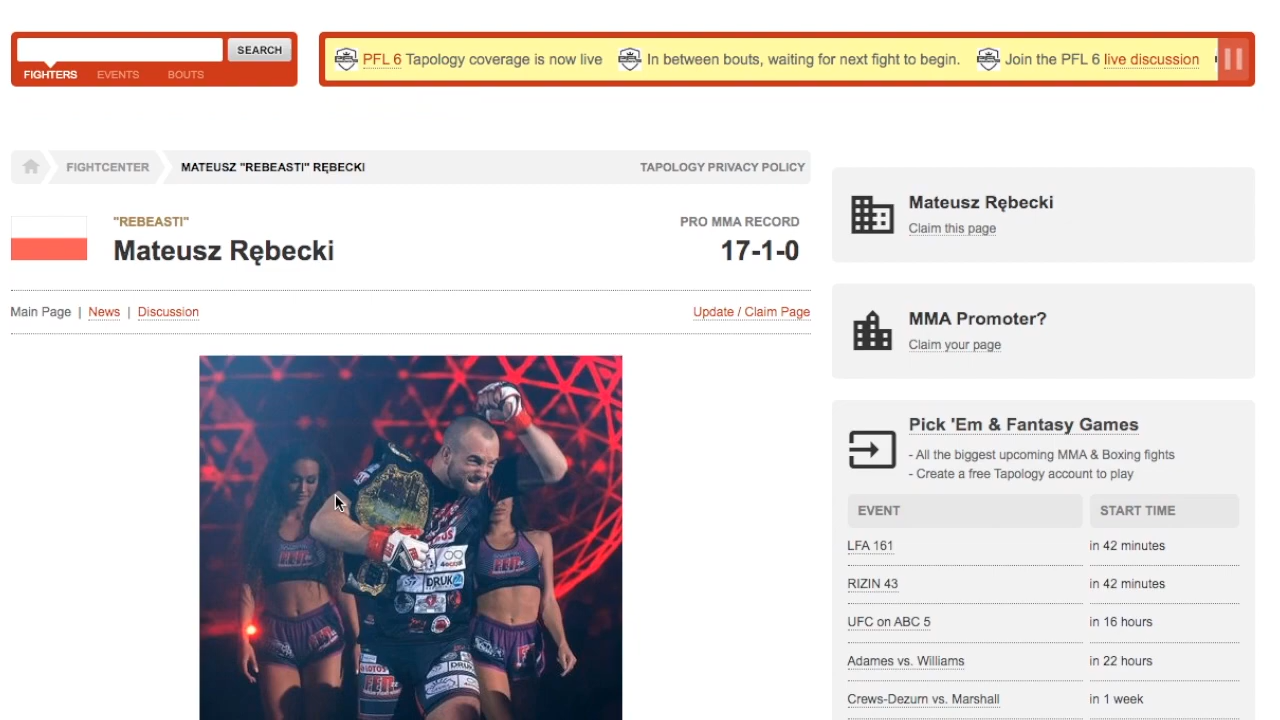 SEARCH
FIGHTERS EVENTS BOUTS
PFL 6 Tapology coverage is now live In between bouts, waiting for next fight to begin. Join the PFL 6 live discussion
FIGHTCENTER MATEUSZ "REBEASTI" RĘBECKI TAPOLOGY PRIVACY POLICY
"REBEASTI" PRO MMA RECORD
Mateusz Rębecki 17-1-0
Main Page | News | Discussion Update / Claim Page
DRUK
FEN
Mateusz Rębecki
Claim this page
MMA Promoter?
Claim your page
Pick 'Em & Fantasy Games
- All the biggest upcoming MMA & Boxing fights
- Create a free Tapology account to play
EVENT START TIME
LFA 161 in 42 minutes
RIZIN 43 in 42 minutes
UFC on ABC 5 in 16 hours
Adames vs. Williams in 22 hours
Crews-Dezurn vs. Marshall in 1 week